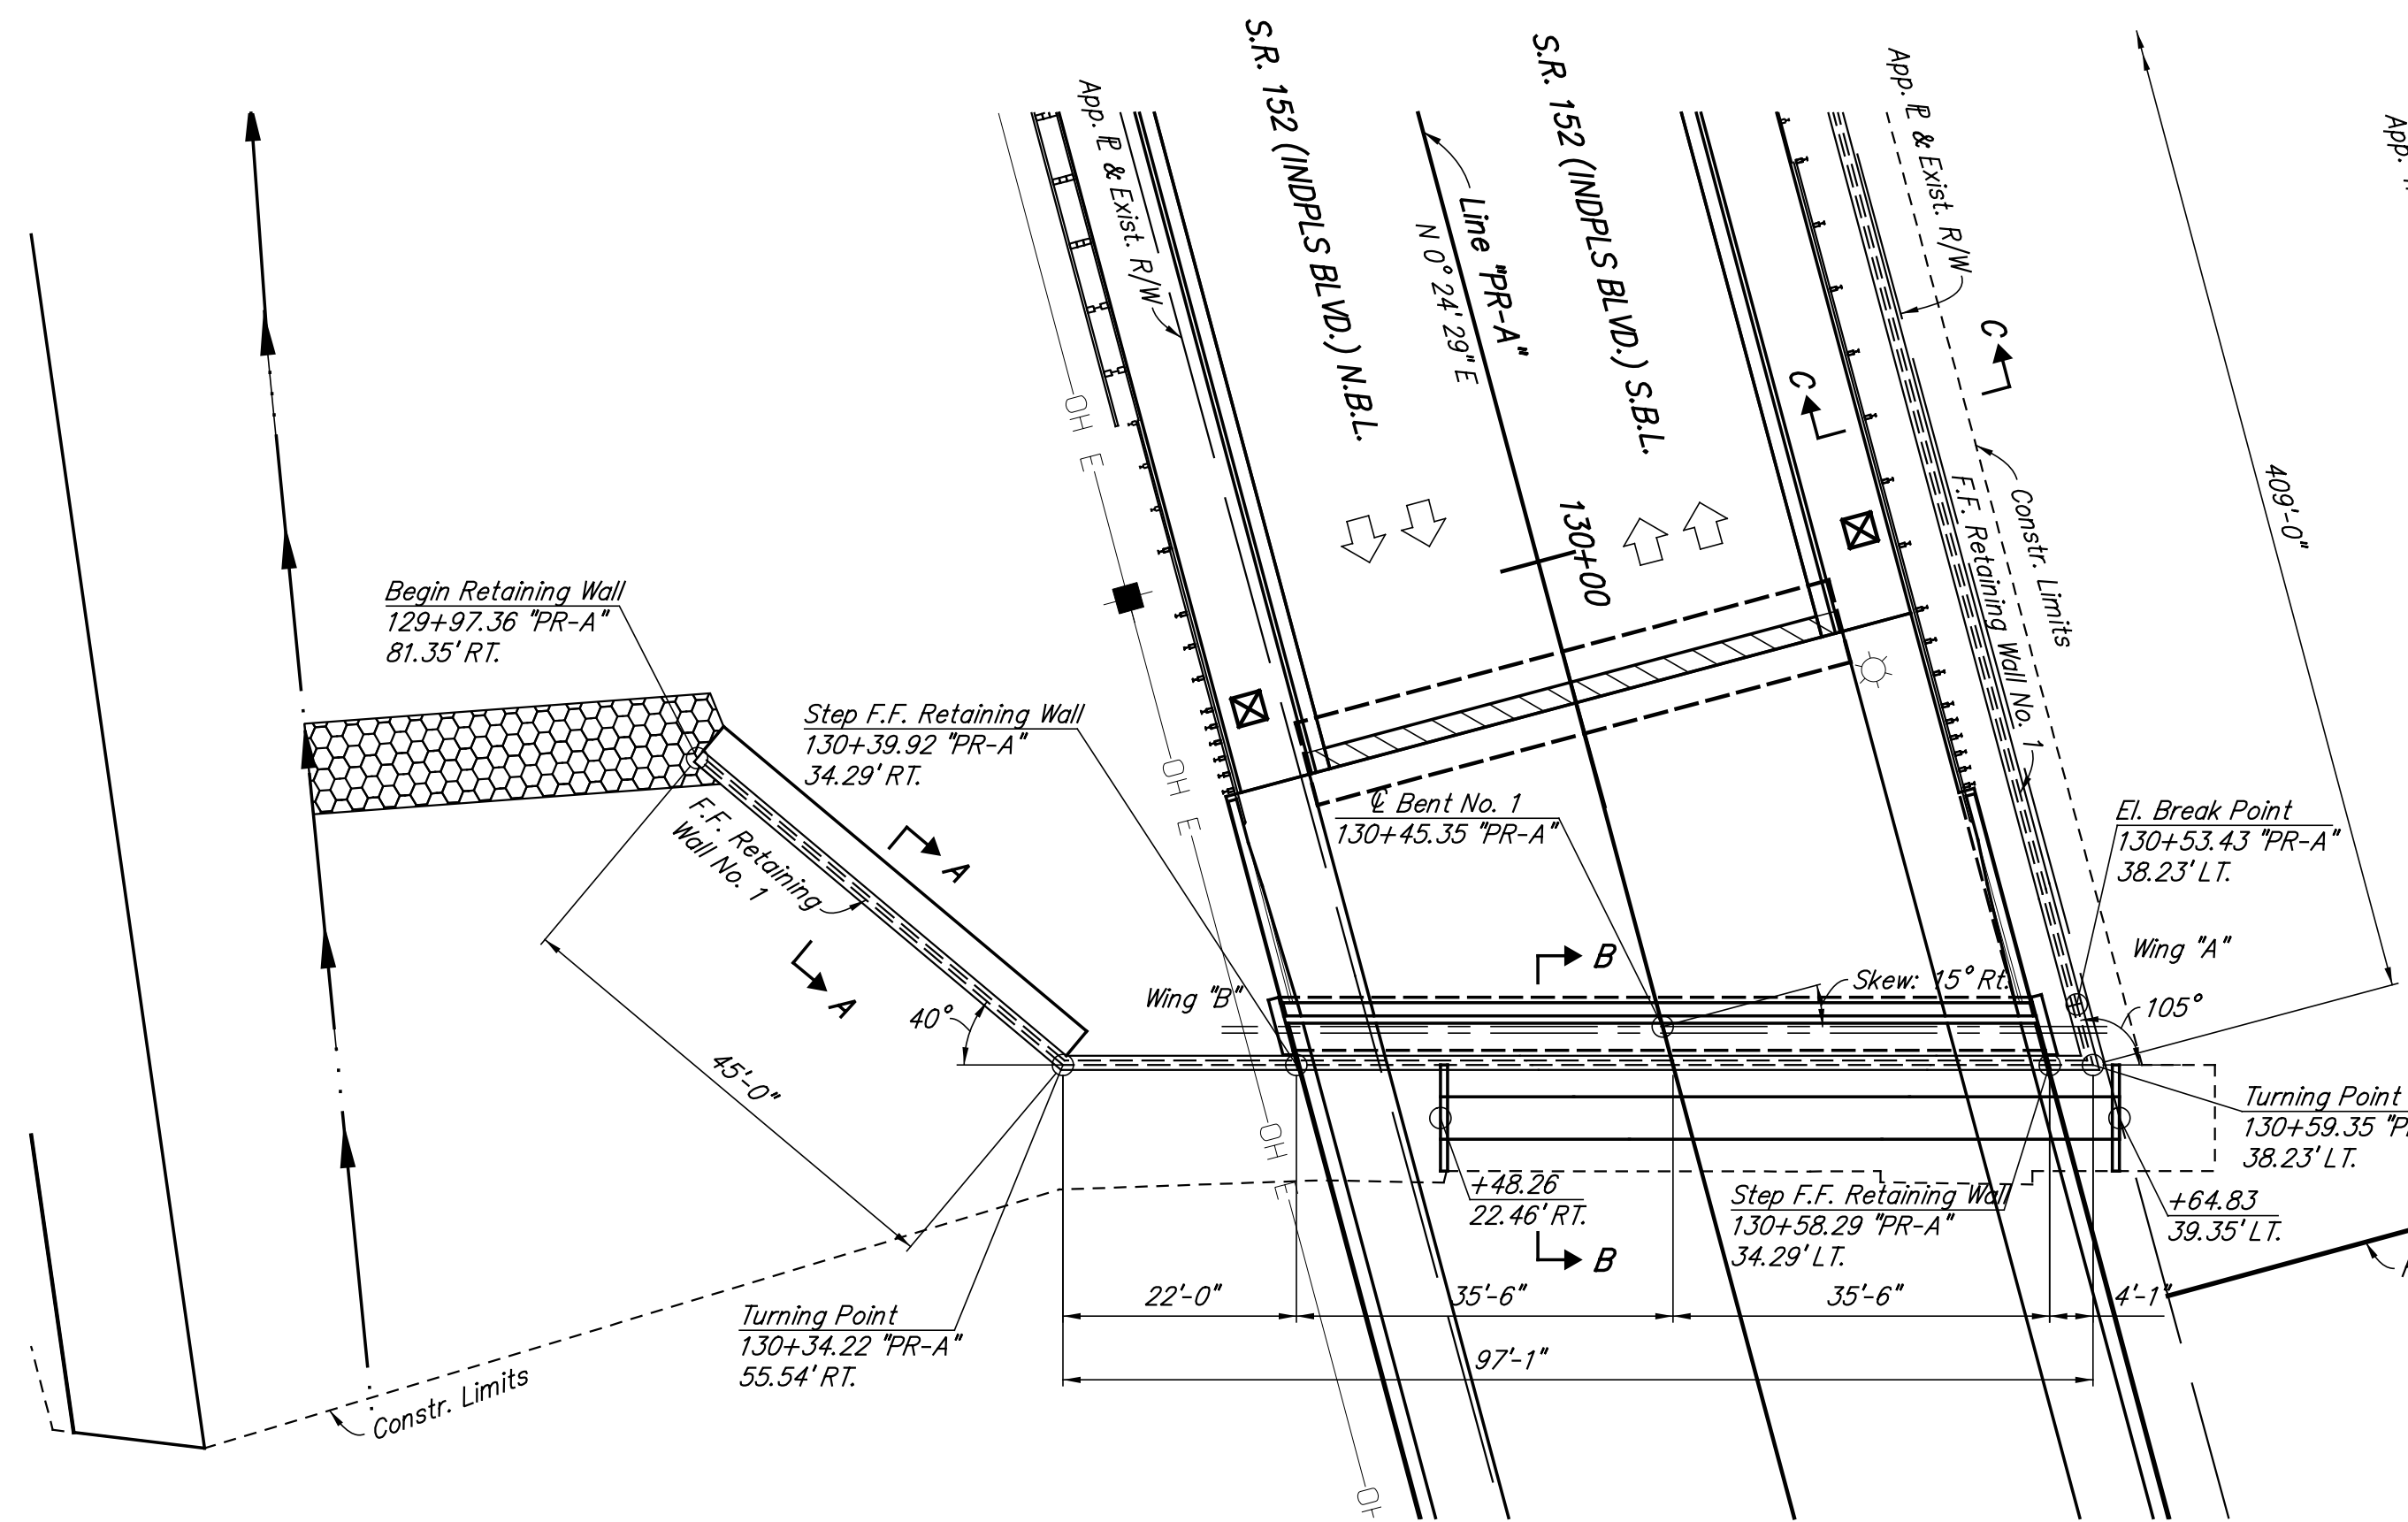 S.R. 152 (INDPLS BLVD.) N.B.L.
S.R. 152 (INDPLS BLVD.) S.B.L.
App. ⅊ & Exist. R/W
Line "PR-A"
N 0° 24' 29" E
App. ⅊ & Exist. R/W
App.
C
C
409'-0"
OH E
130+00
Constr. Limits
F.F. Retaining Wall No. 1
Begin Retaining Wall
129+97.36 "PR-A"
81.35' RT.
Step F.F. Retaining Wall
130+39.92 "PR-A"
34.29' RT.
OH E
℄ Bent No. 1
130+45.35 "PR-A"
El. Break Point
130+53.43 "PR-A"
38.23' LT.
F.F. Retaining
Wall No. 1
A
A
Wing "B"
B
Skew: 15° Rt.
Wing "A"
105°
40°
45'-0"
OH E
Turning Point
130+59.35
38.23' LT.
+48.26
22.46' RT.
Step F.F. Retaining Wall
130+58.29 "PR-A"
34.29' LT.
+64.83
39.35' LT.
B
22'-0"
35'-6"
35'-6"
4'-1"
97'-1"
Turning Point
130+34.22 "PR-A"
55.54' RT.
Constr. Limits